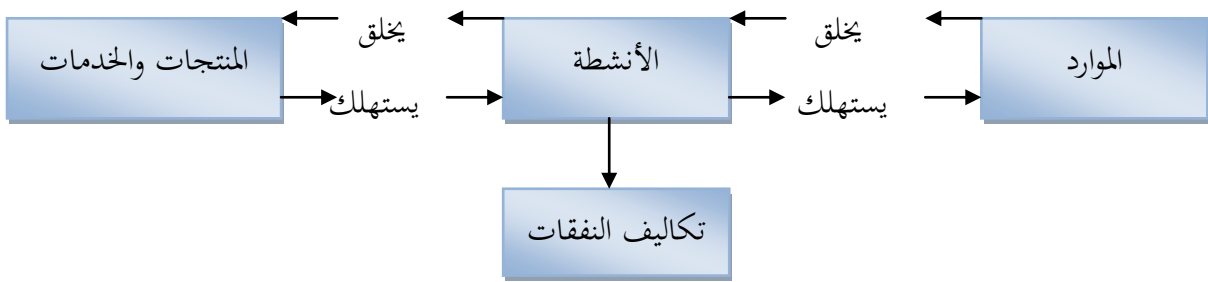 يخلق
يخلق
الموارد
الأنشطة
المنتجات والخدمات
يستهلك
يستهلك
تكاليف النفقات